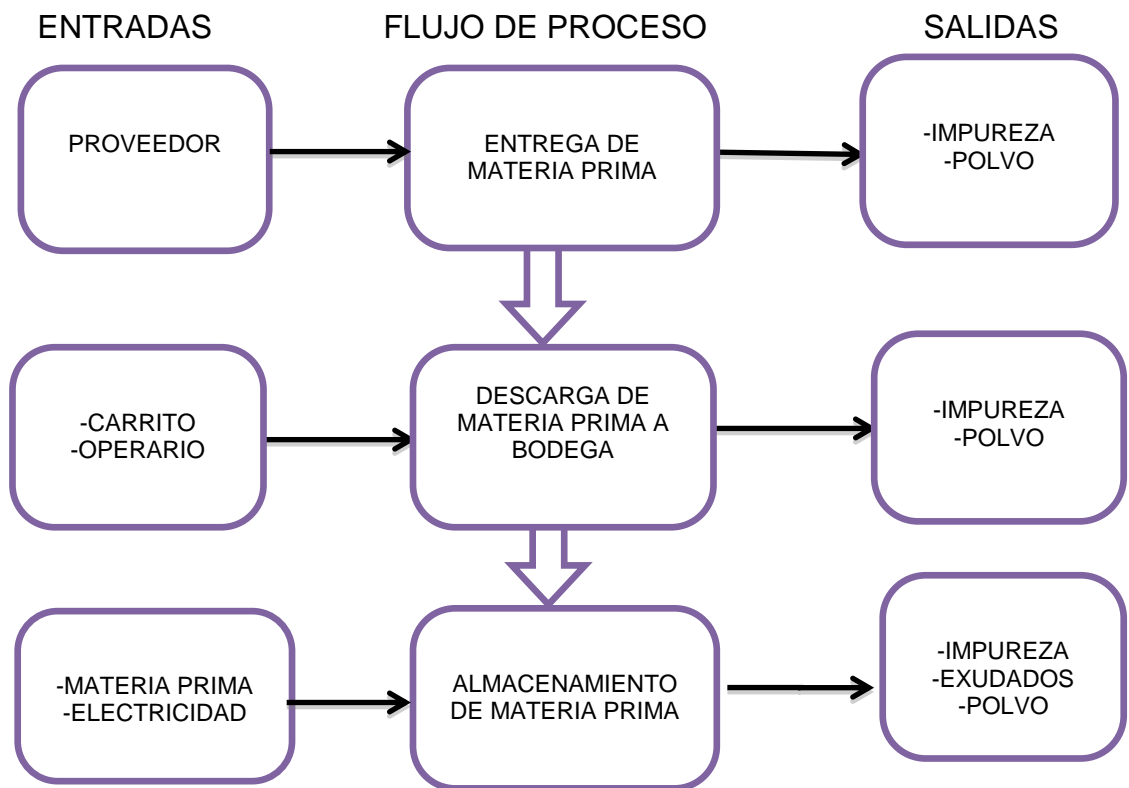 ENTRADAS
FLUJO DE PROCESO
SALIDAS
PROVEEDOR
ENTREGA DE
MATERIA PRIMA
-IMPUREZA
-POLVO
-CARRITO
-OPERARIO
DESCARGA DE
MATERIA PRIMA A
BODEGA
-IMPUREZA
-POLVO
-MATERIA PRIMA
-ELECTRICIDAD
ALMACENAMIENTO
DE MATERIA PRIMA
-IMPUREZA
-EXUDADOS
-POLVO